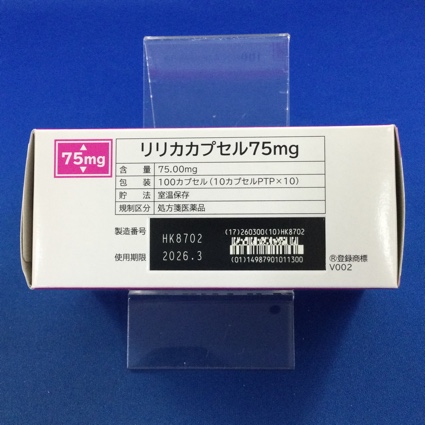 75mg
リリカカプセル75mg
含　量　75.00mg
包　装　100カプセル(10カプセルPTP×10)
貯　法　室温保存
規制区分　処方箋医薬品
製造番号　HK8702
使用期限　2026.3
(17)260300(10)HK8702
(01)14987901011300
®登録商標
V002